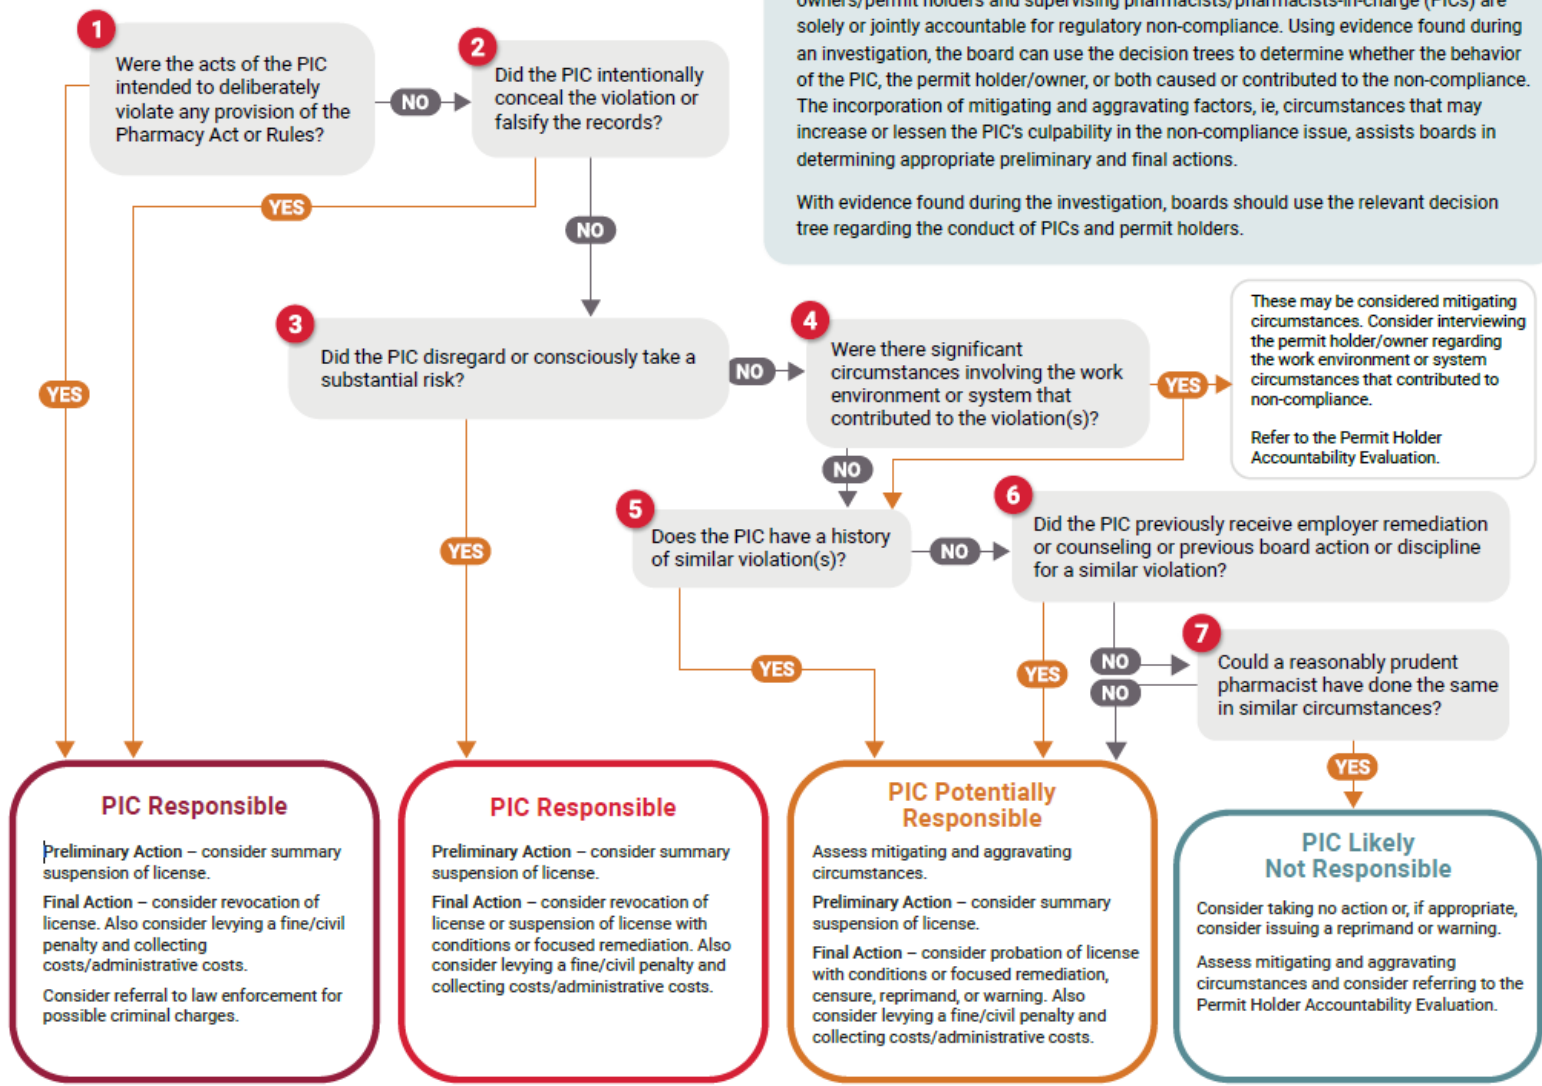 owners/permit holders and supervising pharmacists/pharmacists-in-charge (PICs) are
solely or jointly accountable for regulatory non-compliance. Using evidence found during
an investigation, the board can use the decision trees to determine whether the behavior
of the PIC, the permit holder/owner, or both caused or contributed to the non-compliance.
The incorporation of mitigating and aggravating factors, ie, circumstances that may
increase or lessen the PIC's culpability in the non-compliance issue, assists boards in
determining appropriate preliminary and final actions.
With evidence found during the investigation, boards should use the relevant decision
tree regarding the conduct of PICs and permit holders.
1
Were the acts of the PIC
intended to deliberately
violate any provision of the
Pharmacy Act or Rules?
NO
YES
2
Did the PIC intentionally
conceal the violation or
falsify the records?
YES
NO
3
Did the PIC disregard or consciously take a
substantial risk?
NO
YES
4
Were there significant
circumstances involving the work
environment or system that
contributed to the violation(s)?
YES
NO
These may be considered mitigating
circumstances. Consider interviewing
the permit holder/owner regarding
the work environment or system
circumstances that contributed to
non-compliance.
Refer to the Permit Holder
Accountability Evaluation.
5
Does the PIC have a history
of similar violation(s)?
NO
YES
6
Did the PIC previously receive employer remediation
or counseling or previous board action or discipline
for a similar violation?
YES
NO
7
Could a reasonably prudent
pharmacist have done the same
in similar circumstances?
NO
YES
PIC Responsible
Preliminary Action – consider summary
suspension of license.
Final Action – consider revocation of
license. Also consider levying a fine/civil
penalty and collecting
costs/administrative costs.
Consider referral to law enforcement for
possible criminal charges.
PIC Responsible
Preliminary Action – consider summary
suspension of license.
Final Action – consider revocation of
license or suspension of license with
conditions or focused remediation. Also
consider levying a fine/civil penalty and
collecting costs/administrative costs.
PIC Potentially
Responsible
Assess mitigating and aggravating
circumstances.
Preliminary Action – consider summary
suspension of license.
Final Action – consider probation of license
with conditions or focused remediation,
censure, reprimand, or warning. Also
consider levying a fine/civil penalty and
collecting costs/administrative costs.
PIC Likely
Not Responsible
Consider taking no action or, if appropriate,
consider issuing a reprimand or warning.
Assess mitigating and aggravating
circumstances and consider referring to the
Permit Holder Accountability Evaluation.